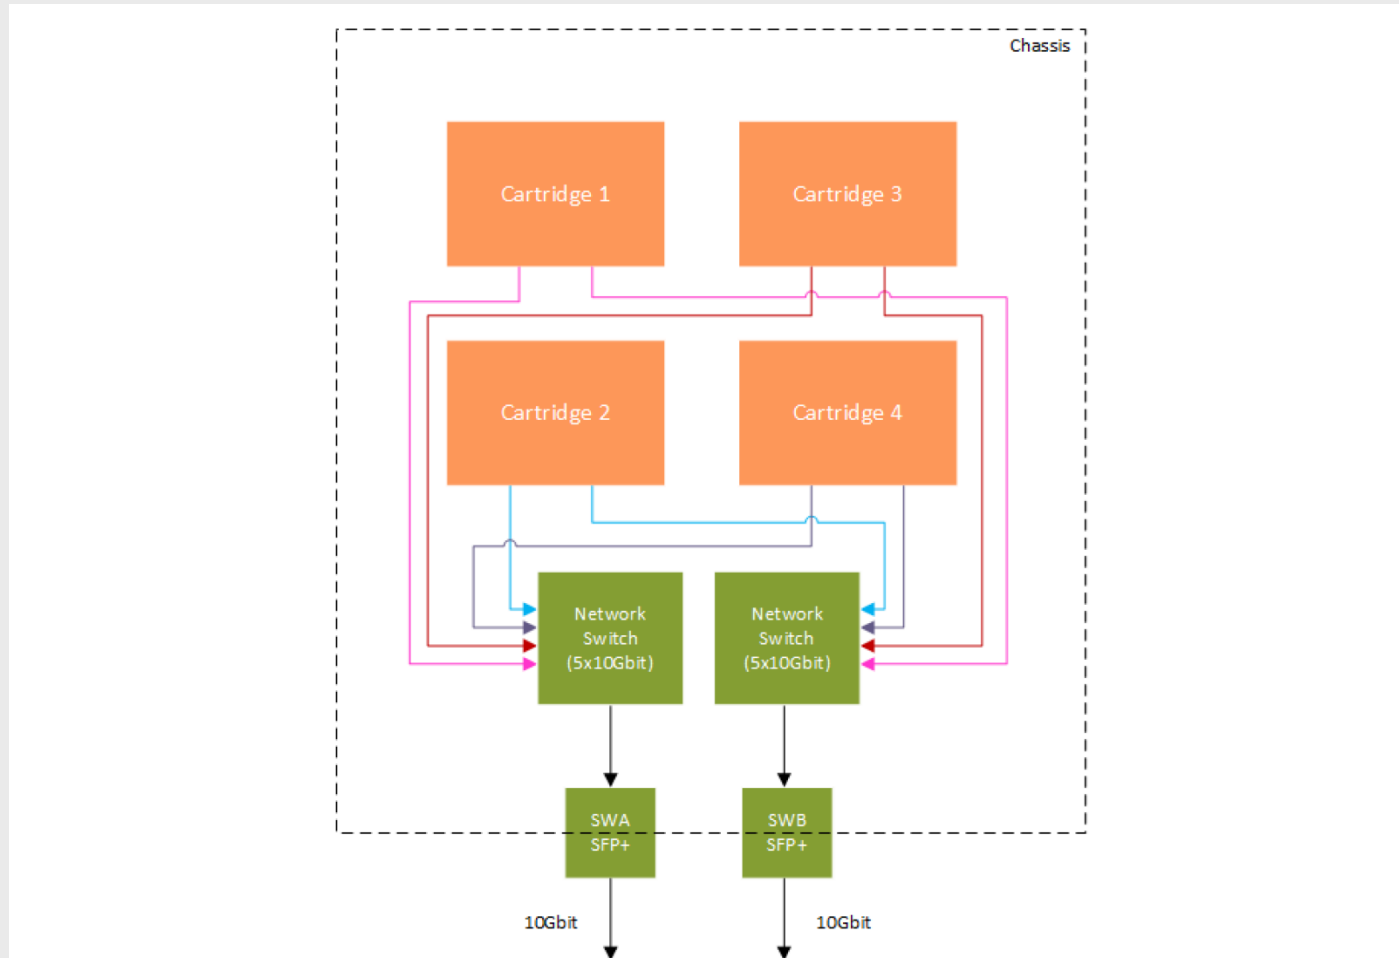 Chassis
Cartridge 1
Cartridge 3
Cartridge 2
Cartridge 4
Network
Switch
(5x10Gbit)
Network
Switch
(5x10Gbit)
SWA
SFP+
SWB
SFP+
10Gbit
10Gbit